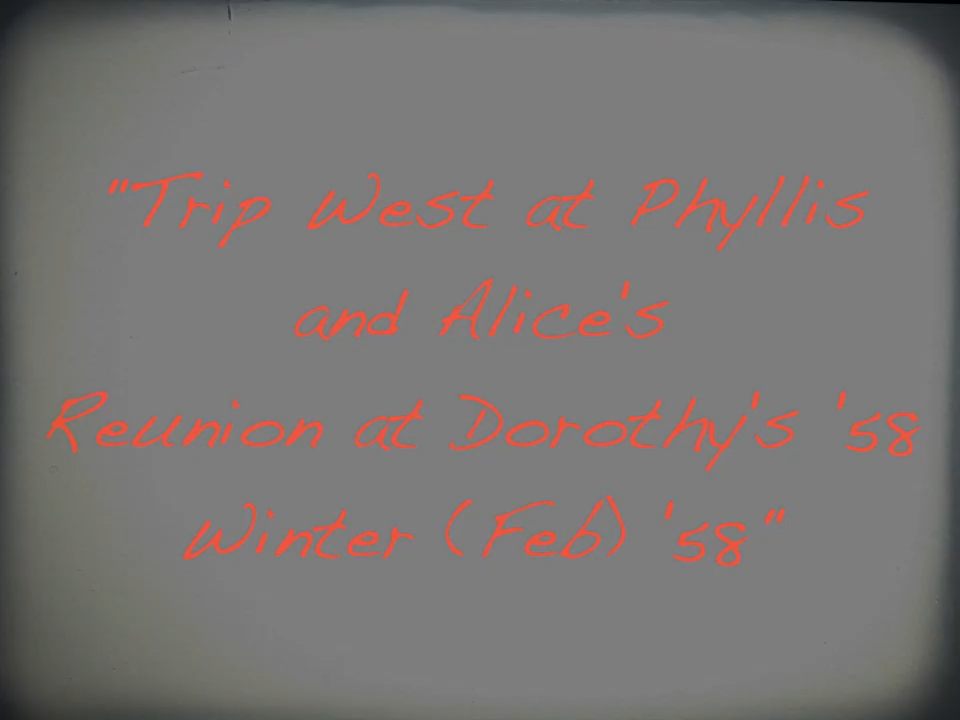 "Trip West at Phyllis
and Alice's
Reunion at Dorothy's '58
Winter (Feb) '58"